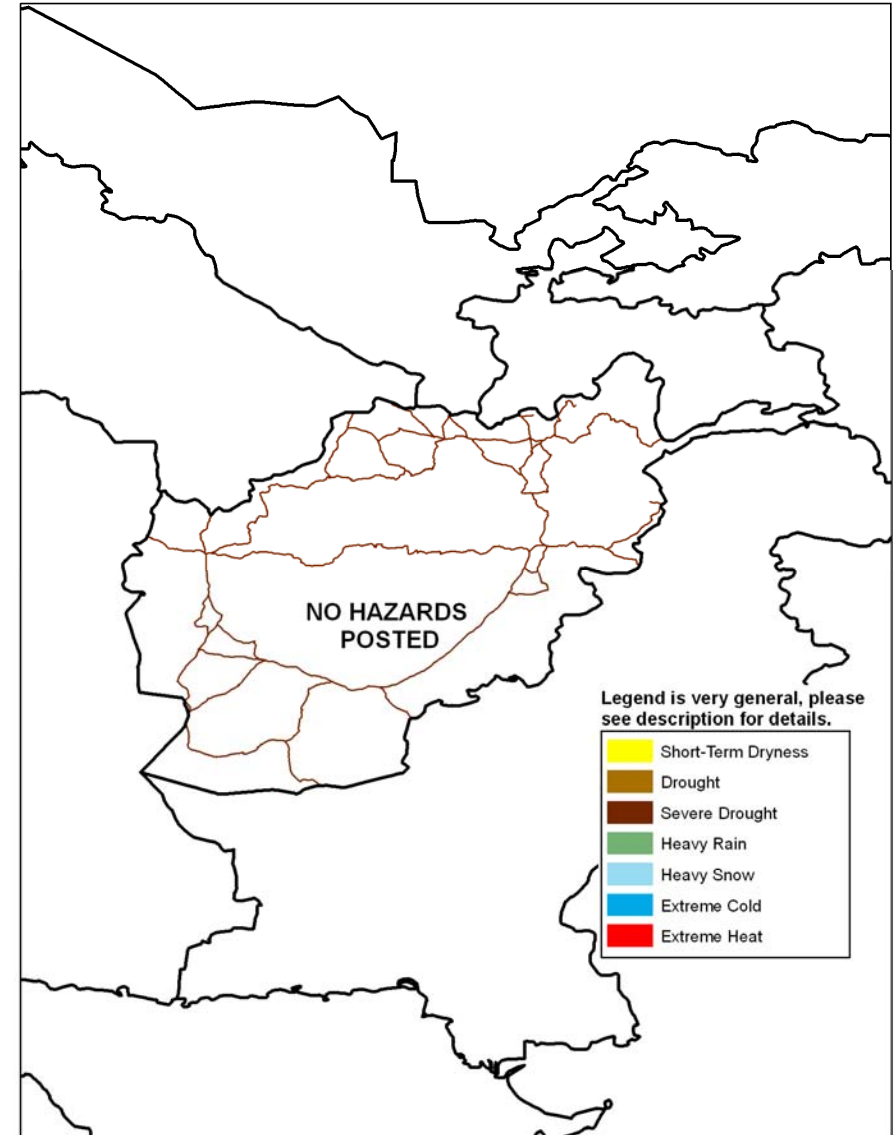 NO HAZARDS
POSTED
Legend is very general, please
see description for details.
Short-Term Dryness
Drought
Severe Drought
Heavy Rain
Heavy Snow
Extreme Cold
Extreme Heat